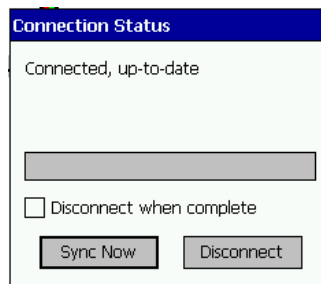 Connection Status
Connected, up-to-date
Disconnect when complete
Sync Now Disconnect